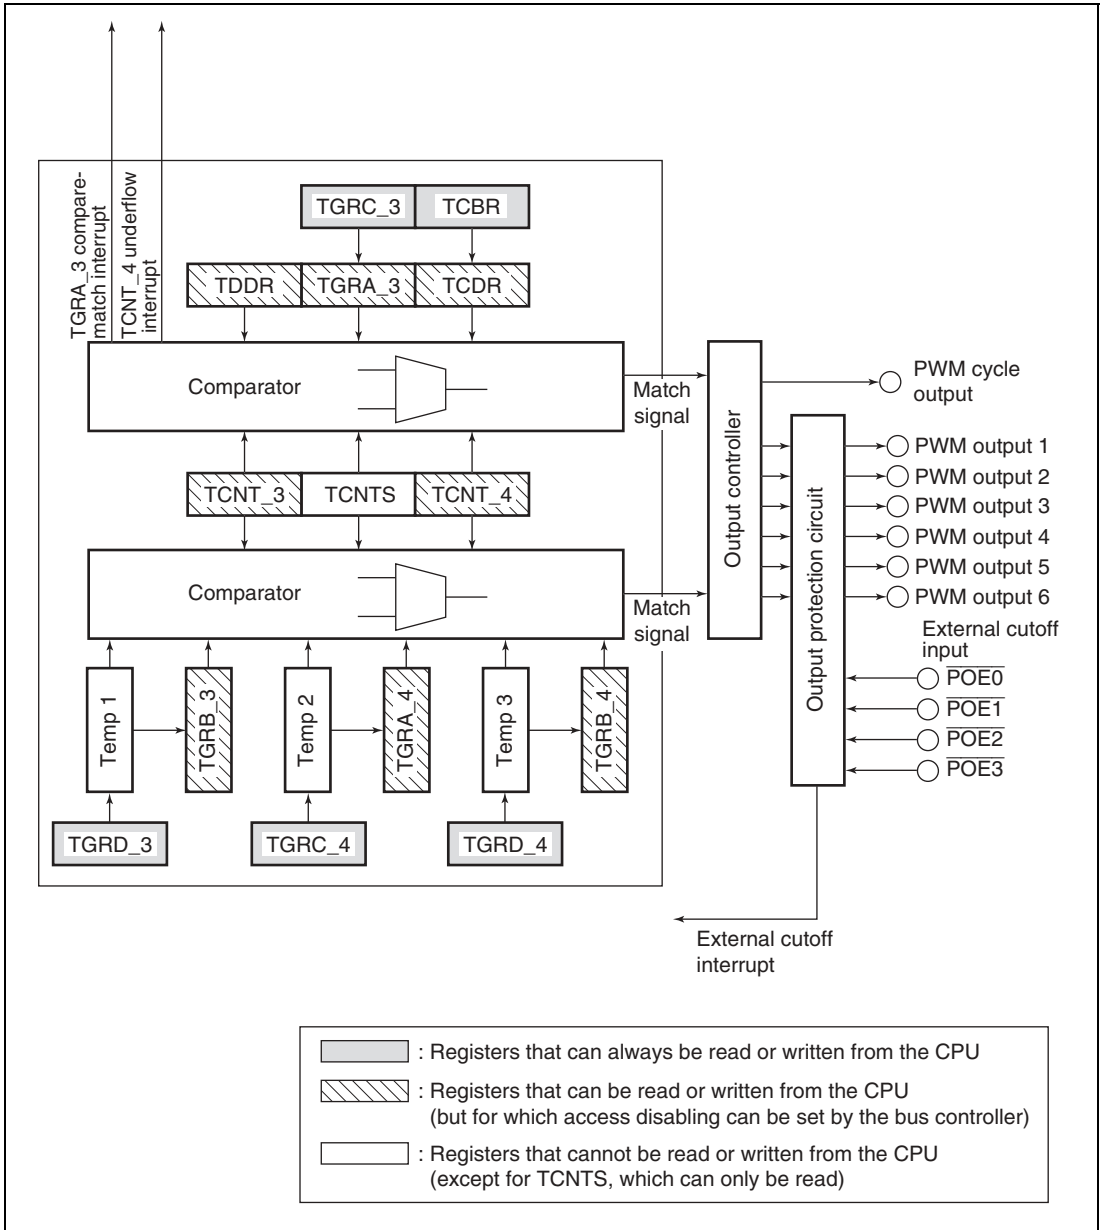 TGRA_3 compare-
match interrupt
TCNT_4 underflow
interrupt
TGRC_3
TCBR
TDDR
TGRA_3
TCDR
Comparator
Match
signal
TCNT_3
TCNTS
TCNT_4
Comparator
Match
signal
Output controller
Output protection circuit
PWM cycle
output
PWM output 1
PWM output 2
PWM output 3
PWM output 4
PWM output 5
PWM output 6
External cutoff
input
POE0
POE1
POE2
POE3
Temp 1
TGRB_3
Temp 2
TGRA_4
Temp 3
TGRB_4
TGRD_3
TGRC_4
TGRD_4
External cutoff
interrupt
: Registers that can always be read or written from the CPU
: Registers that can be read or written from the CPU
(but for which access disabling can be set by the bus controller)
: Registers that cannot be read or written from the CPU
(except for TCNTS, which can only be read)